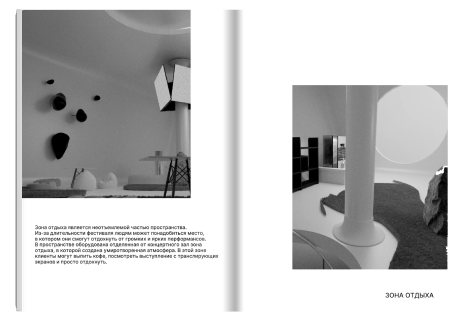 Зона отдыха является неотъемлемой частью пространства.
Из-за длительности фестиваля людям может понадобиться место,
в котором они смогут отдохнуть от громких и ярких перформансов.
В пространстве оборудована отделенная от концертного зал зона
отдыха, в которой создана умиротворенная атмосфера. В этой зоне
клиенты могут выпить кофе, посмотреть выступление с транслирующих
экранов и просто отдохнуть.
ЗОНА ОТДЫХА